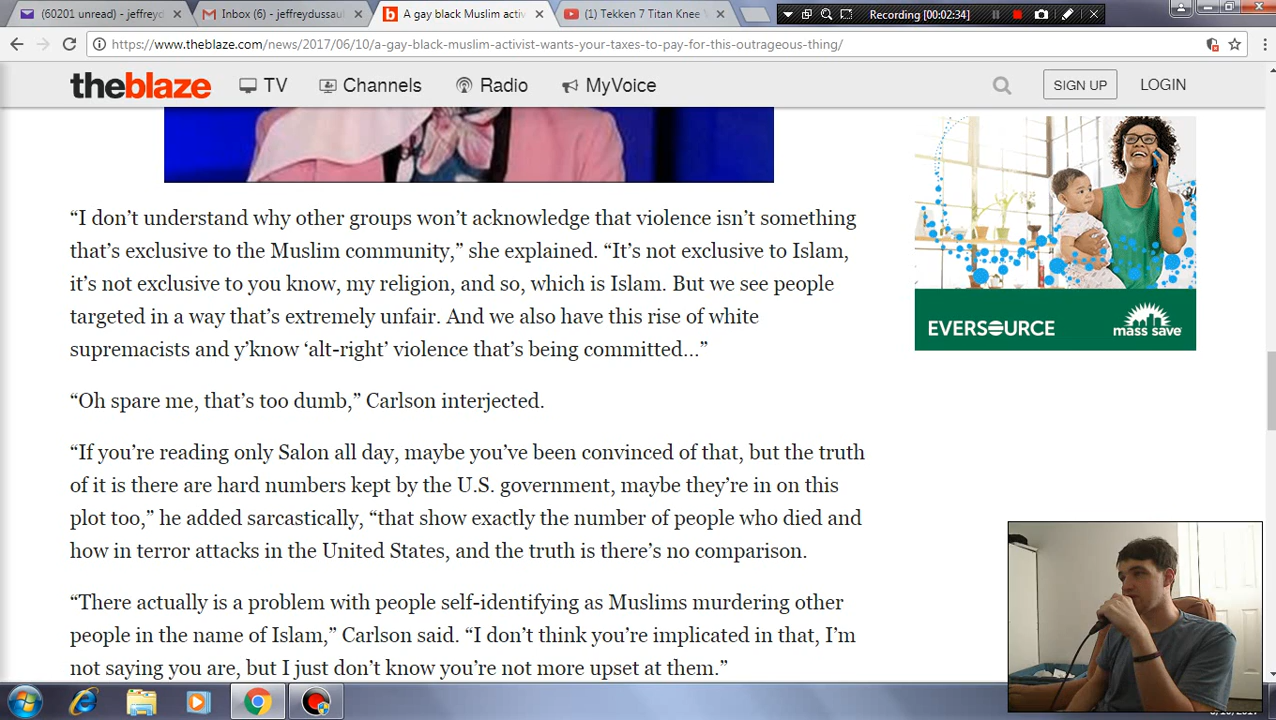 (60201 unread) - jeffreyd
Inbox (6) - jeffreydussaul
A gay black Muslim activ
(1) Tekken 7 Titan Knee
Recording [00:02:34]
https://www.theblaze.com/news/2017/06/10/a-gay-black-muslim-activist-wants-your-taxes-to-pay-for-this-outrageous-thing/
theblaze
TV
Channels
Radio
MyVoice
SIGN UP
LOGIN
“I don’t understand why other groups won’t acknowledge that violence isn’t something
that’s exclusive to the Muslim community,” she explained. “It’s not exclusive to Islam,
it’s not exclusive to you know, my religion, and so, which is Islam. But we see people
targeted in a way that’s extremely unfair. And we also have this rise of white
supremacists and y’know ‘alt-right’ violence that’s being committed…”
“Oh spare me, that’s too dumb,” Carlson interjected.
“If you’re reading only Salon all day, maybe you’ve been convinced of that, but the truth
of it is there are hard numbers kept by the U.S. government, maybe they’re in on this
plot too,” he added sarcastically, “that show exactly the number of people who died and
how in terror attacks in the United States, and the truth is there’s no comparison.
“There actually is a problem with people self-identifying as Muslims murdering other
people in the name of Islam,” Carlson said. “I don’t think you’re implicated in that, I’m
not saying you are, but I just don’t know you’re not more upset at them.”
EVERSOURCE
mass save